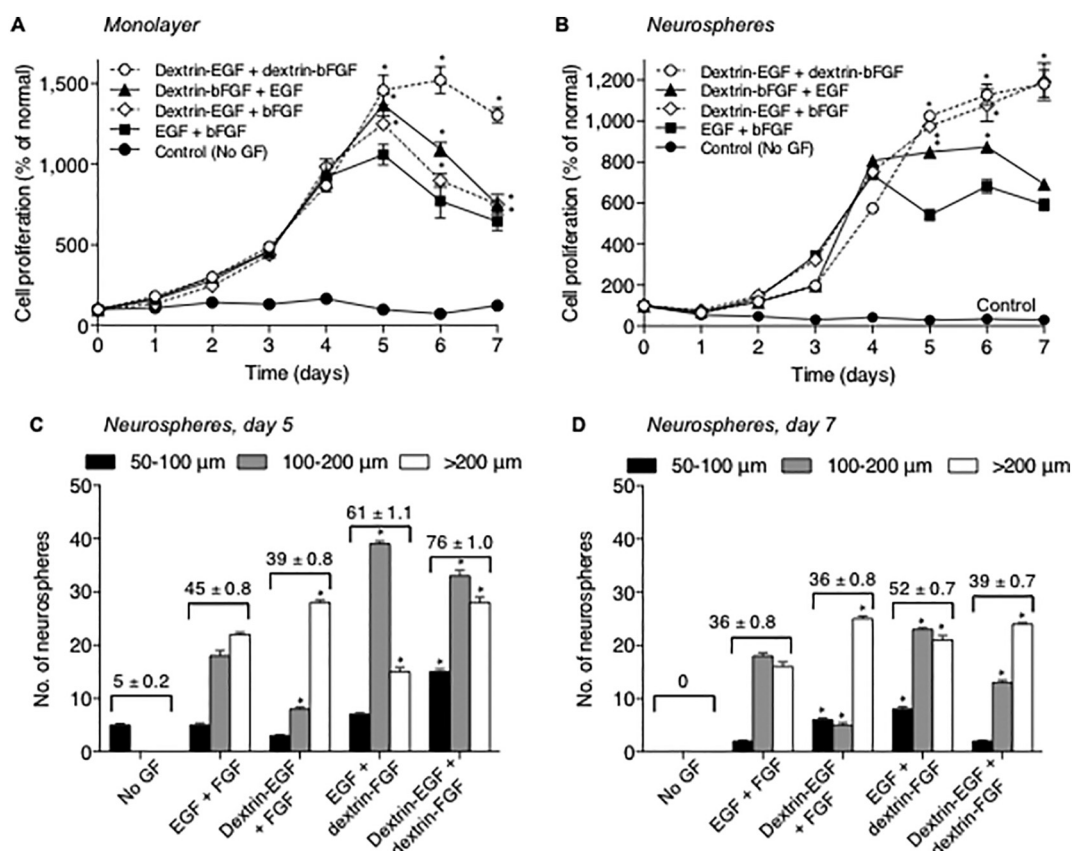 A Monolayer
Dextrin-EGF + dextrin-bFGF
Dextrin-bFGF + EGF
Dextrin-EGF + bFGF
EGF + bFGF
Control (No GF)
Cell proliferation (% of normal)
1,500
1,000
500
0
0 1 2 3 4 5 6 7
Time (days)
B Neurospheres
Dextrin-EGF + dextrin-bFGF
Dextrin-bFGF + EGF
Dextrin-EGF + bFGF
EGF + bFGF
Control (No GF)
Cell proliferation (% of normal)
1,200
1,000
800
600
400
200
0
Control
0 1 2 3 4 5 6 7
Time (days)
C Neurospheres, day 5
50-100 μm 100-200 μm >200 μm
No. of neurospheres
50
40
30
20
10
0
5 ± 0.2
45 ± 0.8
39 ± 0.8
61 ± 1.1
76 ± 1.0
No GF
EGF + FGF
Dextrin-EGF
+ FGF
EGF +
dextrin-FGF
Dextrin-EGF +
dextrin-FGF
D Neurospheres, day 7
50-100 μm 100-200 μm >200 μm
No. of neurospheres
50
40
30
20
10
0
0
36 ± 0.8
36 ± 0.8
52 ± 0.7
39 ± 0.7
No GF
EGF + FGF
Dextrin-EGF
+ FGF
EGF +
dextrin-FGF
Dextrin-EGF +
dextrin-FGF